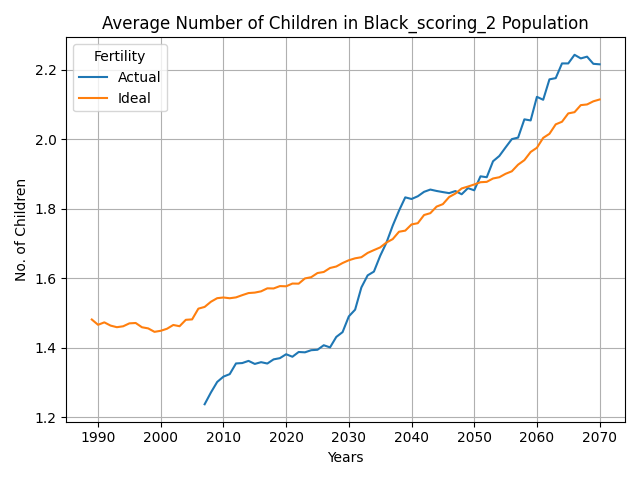 Average Number of Children in Black_scoring_2 Population
Fertility
Actual
Ideal
No. of Children
2.2
2.0
1.8
1.6
1.4
1.2
1990 2000 2010 2020 2030 2040 2050 2060 2070
Years